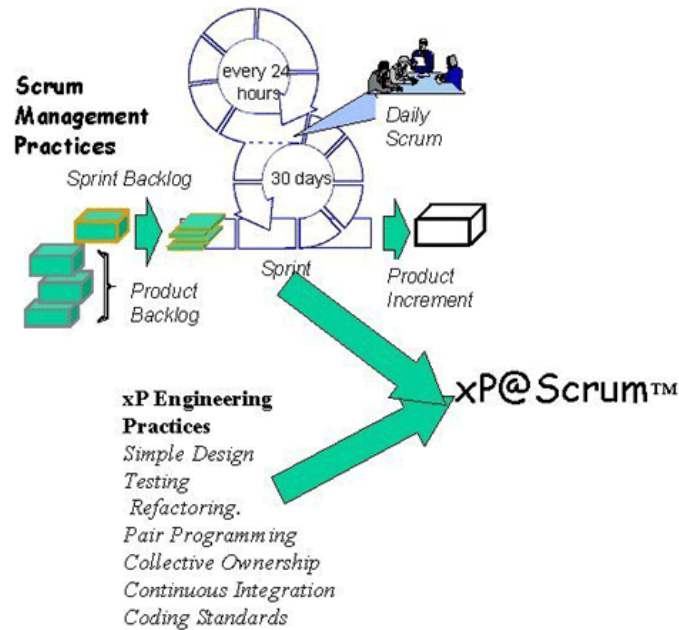 every 24
hours
Scrum
Management
Practices
Daily
Scrum
Sprint Backlog
30 days
Sprint
Product
Backlog
Product
Increment
xP@Scrum™
xP Engineering
Practices
Simple Design
Testing
Refactoring.
Pair Programming
Collective Ownership
Continuous Integration
Coding Standards